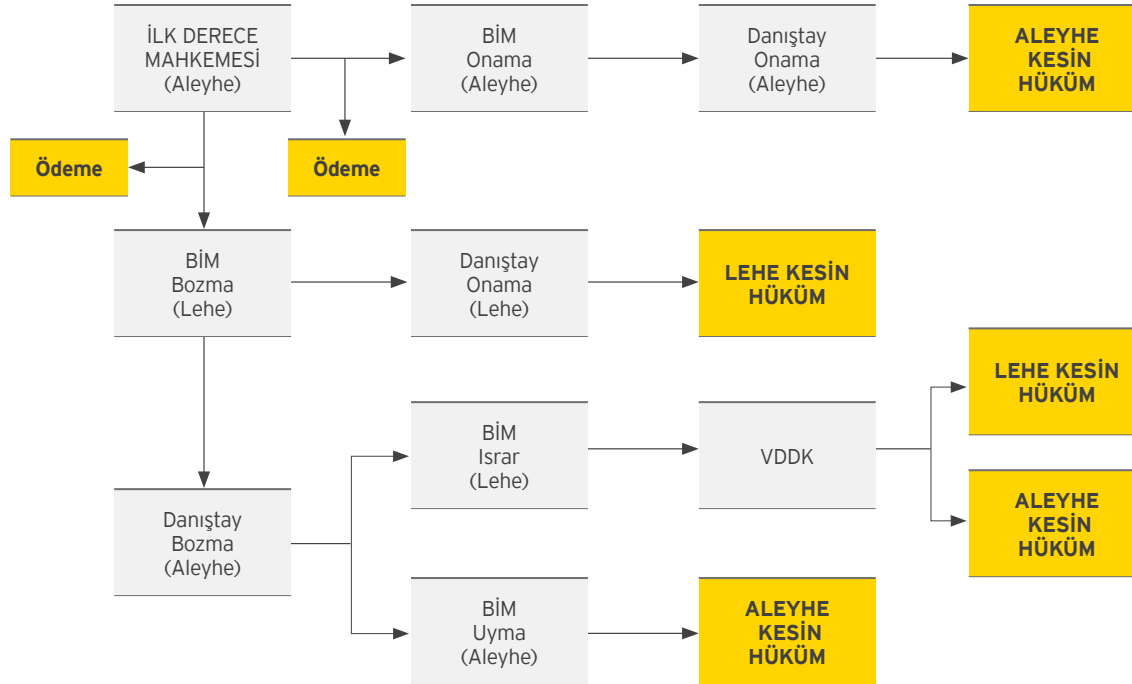 İLK DERECE
MAHKEMESİ
(Aleyhe)
BİM
Onama
(Aleyhe)
Danıştay
Onama
(Aleyhe)
ALEYHE
KESİN
HÜKÜM
Ödeme
Ödeme
BİM
Bozma
(Lehe)
Danıştay
Onama
(Lehe)
LEHE KESİN
HÜKÜM
LEHE KESİN
HÜKÜM
BİM
Israr
(Lehe)
VDDK
ALEYHE
KESİN
HÜKÜM
Danıştay
Bozma
(Aleyhe)
BİM
Uyma
(Aleyhe)
ALEYHE
KESİN
HÜKÜM